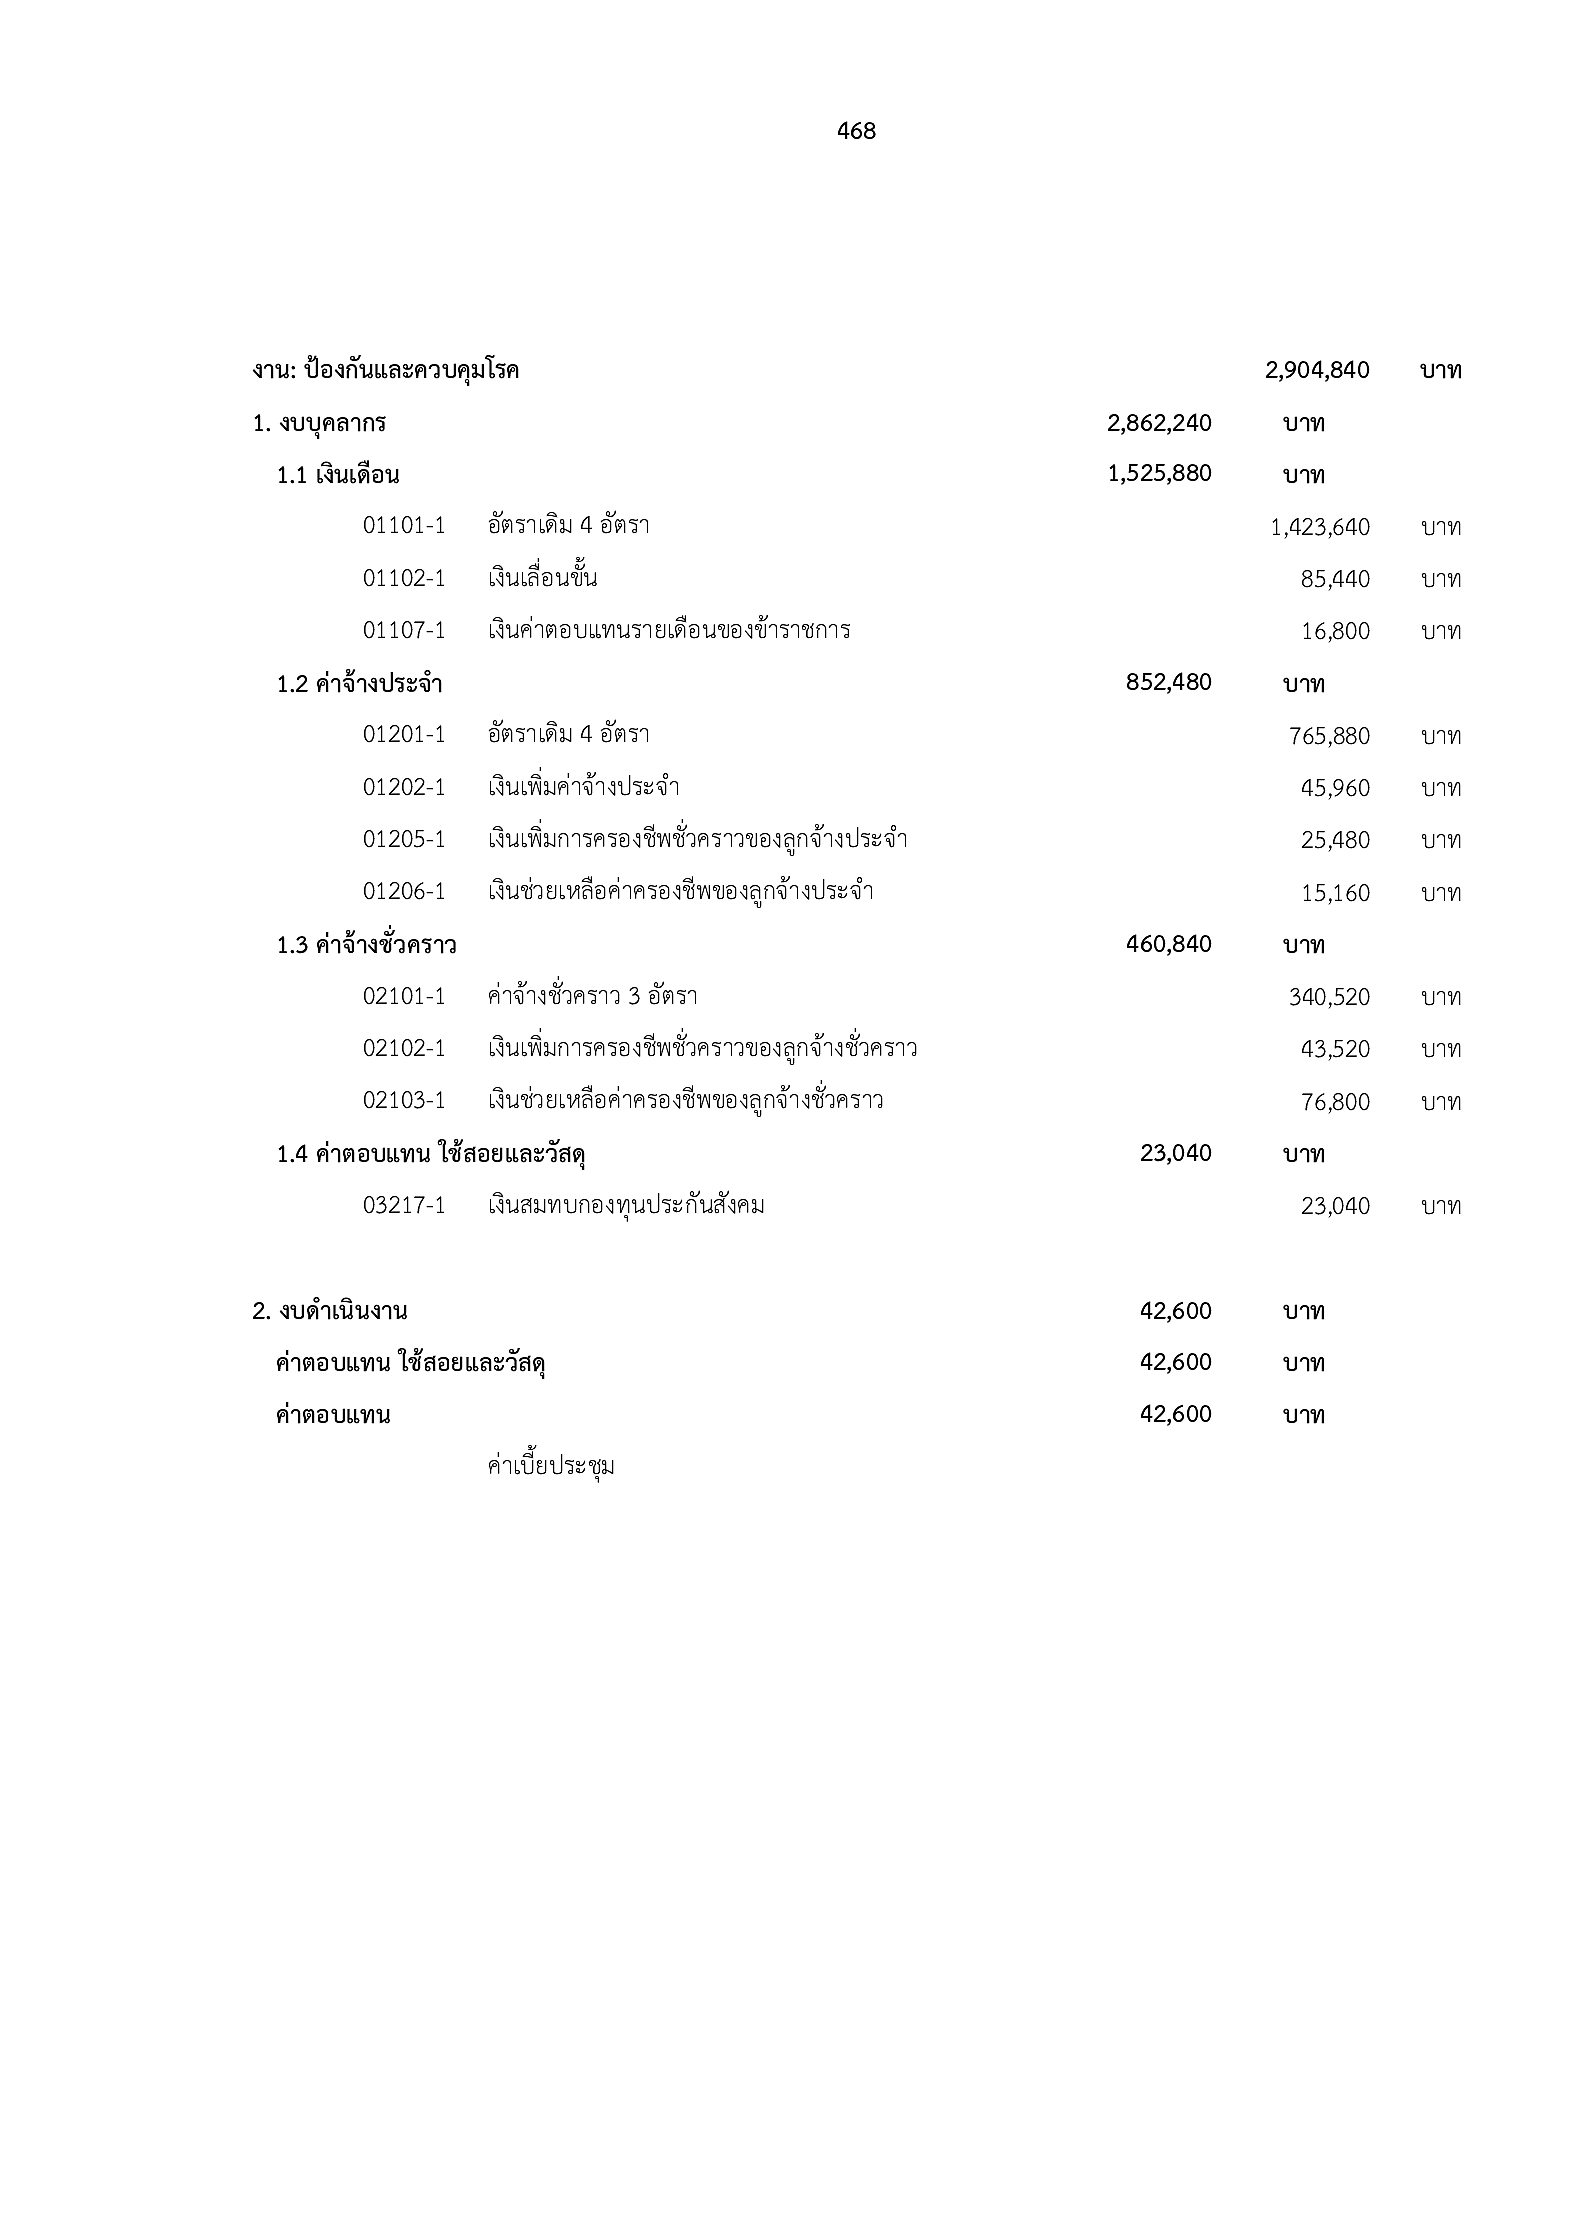 468
งาน: ป้องกันและควบคุมโรค 2,904,840 บาท
1. งบบุคลากร 2,862,240 บาท
1.1 เงินเดือน 1,525,880 บาท
01101-1 อัตราเดิม 4 อัตรา 1,423,640 บาท
01102-1 เงินเลื่อนขั้น 85,440 บาท
01107-1 เงินค่าตอบแทนรายเดือนของข้าราชการ 16,800 บาท
1.2 ค่าจ้างประจำ 852,480 บาท
01201-1 อัตราเดิม 4 อัตรา 765,880 บาท
01202-1 เงินเพิ่มค่าจ้างประจำ 45,960 บาท
01205-1 เงินเพิ่มการครองชีพชั่วคราวของลูกจ้างประจำ 25,480 บาท
01206-1 เงินช่วยเหลือค่าครองชีพของลูกจ้างประจำ 15,160 บาท
1.3 ค่าจ้างชั่วคราว 460,840 บาท
02101-1 ค่าจ้างชั่วคราว 3 อัตรา 340,520 บาท
02102-1 เงินเพิ่มการครองชีพชั่วคราวของลูกจ้างชั่วคราว 43,520 บาท
02103-1 เงินช่วยเหลือค่าครองชีพของลูกจ้างชั่วคราว 76,800 บาท
1.4 ค่าตอบแทน ใช้สอยและวัสดุ 23,040 บาท
03217-1 เงินสมทบกองทุนประกันสังคม 23,040 บาท
2. งบดำเนินงาน 42,600 บาท
ค่าตอบแทน ใช้สอยและวัสดุ 42,600 บาท
ค่าตอบแทน 42,600 บาท
ค่าเบี้ยประชุม